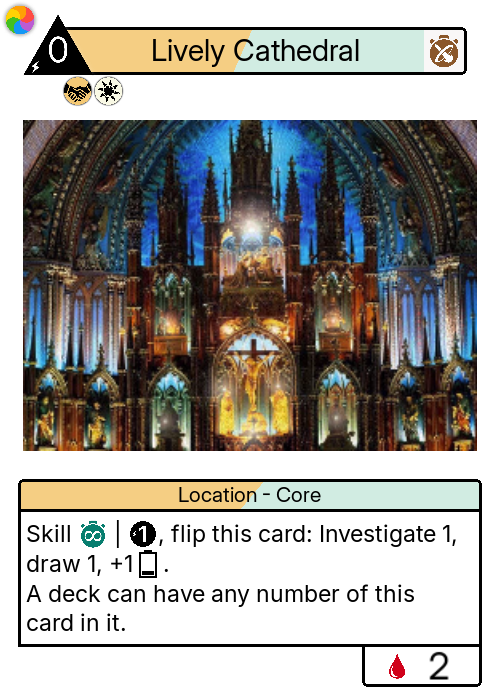 0
Lively Cathedral
Location - Core
Skill | 1, flip this card: Investigate 1,
draw 1, +1.
A deck can have any number of this
card in it.
2